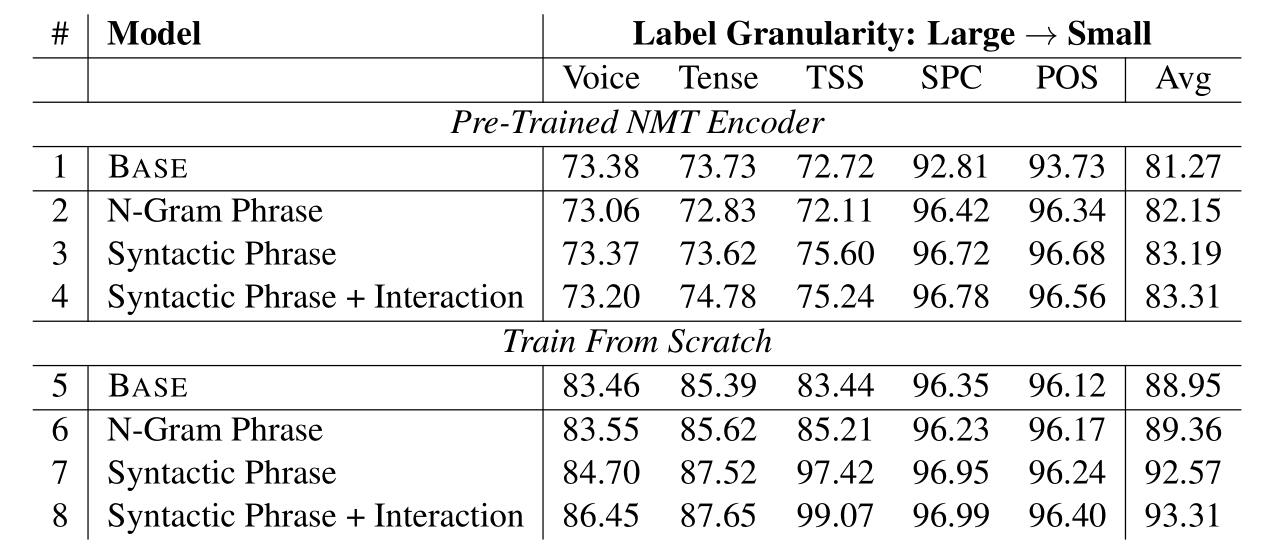 # Model Label Granularity: Large → Small
Voice Tense TSS SPC POS Avg
Pre-Trained NMT Encoder
1 BASE 73.38 73.73 72.72 92.81 93.73 81.27
2 N-Gram Phrase 73.06 72.83 72.11 96.42 96.34 82.15
3 Syntactic Phrase 73.37 73.62 75.60 96.72 96.68 83.19
4 Syntactic Phrase + Interaction 73.20 74.78 75.24 96.78 96.56 83.31
Train From Scratch
5 BASE 83.46 85.39 83.44 96.35 96.12 88.95
6 N-Gram Phrase 83.55 85.62 85.21 96.23 96.17 89.36
7 Syntactic Phrase 84.70 87.52 97.42 96.95 96.24 92.57
8 Syntactic Phrase + Interaction 86.45 87.65 99.07 96.99 96.40 93.31